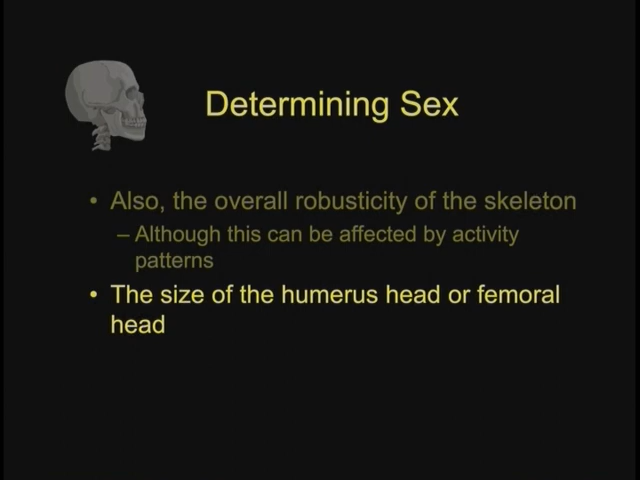 Determining Sex
• Also, the overall robusticity of the skeleton
– Although this can be affected by activity
patterns
• The size of the humerus head or femoral
head